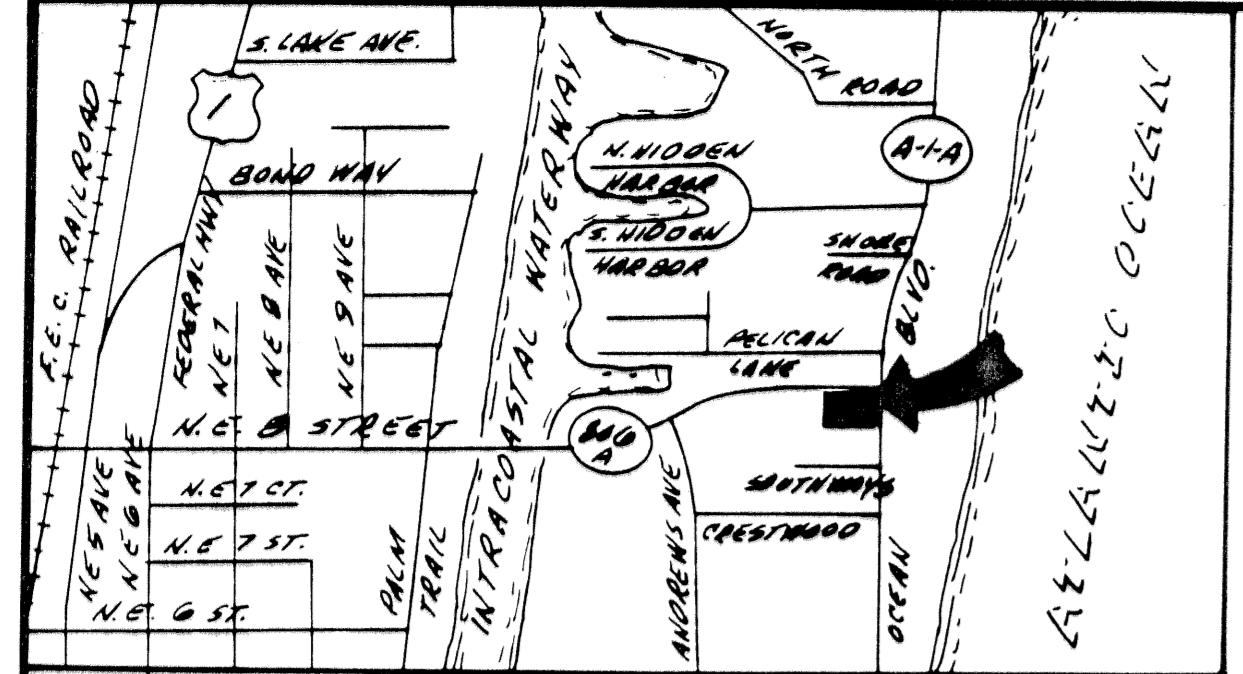 S. LAKE AVE.
NORTH
ROAD
1
F.E.C. RAILROAD
A-1-A
N. HIDDEN
HARBOR
BOND WAY
S. HIDDEN
HARBOR
SHORE
ROAD
FEDERAL HWY
NE 7
NE 8 AVE
NE 9 AVE
INTRACOASTAL WATERWAY
PELICAN
LANE
OCEAN BLVD.
ATLANTIC OCEAN
N.E. 8 STREET
806
A
NE 5 AVE
NE 6 AVE
N.E 7 CT.
N.E 7 ST.
N.E. 6 ST.
PALM
TRAIL
ANDREWS AVE
SOUTHWAYS
CRESTWOOD